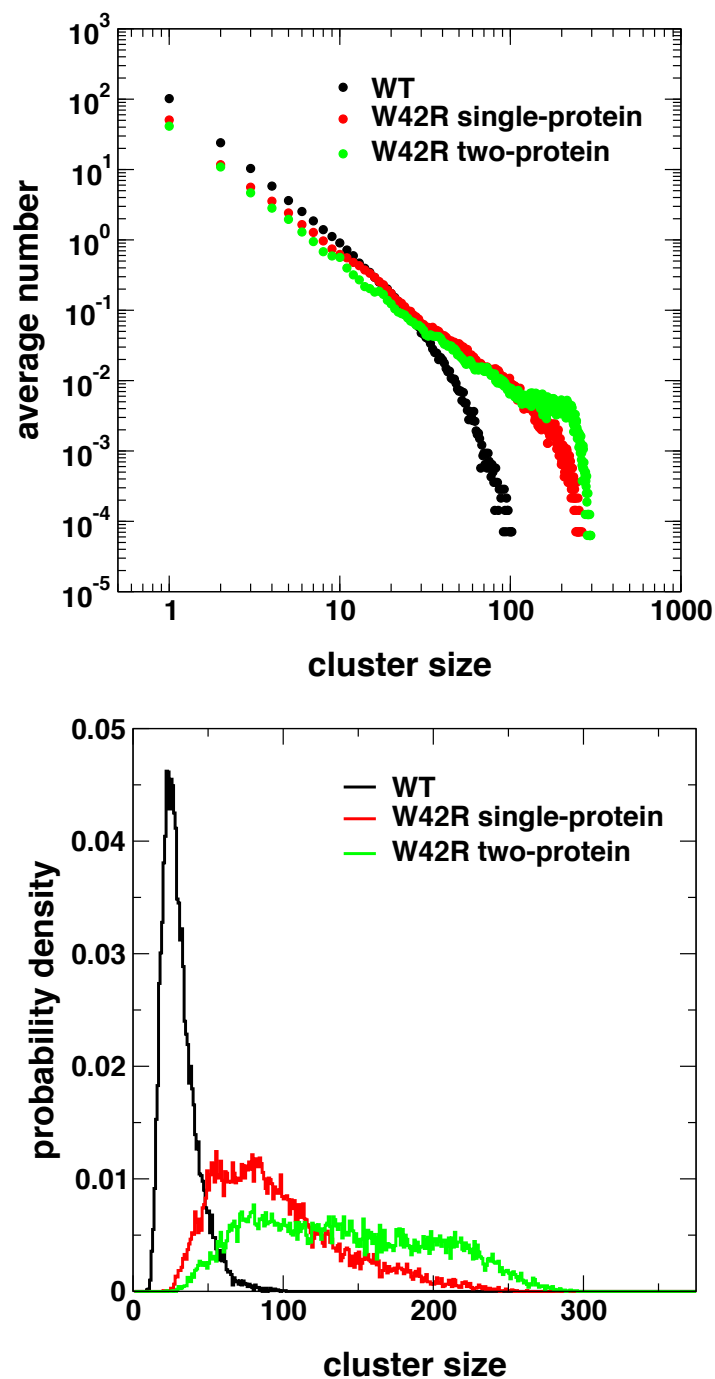 10^3
WT
10^2
W42R single-protein
W42R two-protein
10^1
10^0
10^-1
10^-2
10^-3
10^-4
10^-5
average number
1 10 100 1000
cluster size
0.05
WT
W42R single-protein
W42R two-protein
0.04
0.03
0.02
0.01
0
probability density
0 100 200 300
cluster size